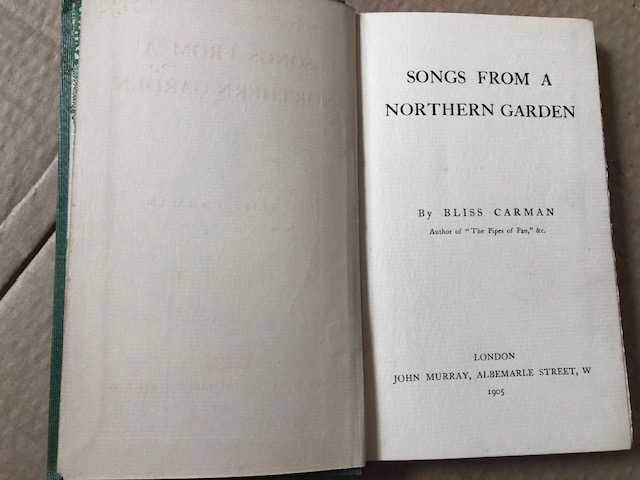 SONGS FROM A
NORTHERN GARDEN
By BLISS CARMAN
Author of "The Pipes of Pan," &c.
LONDON
JOHN MURRAY, ALBEMARLE STREET, W
1905